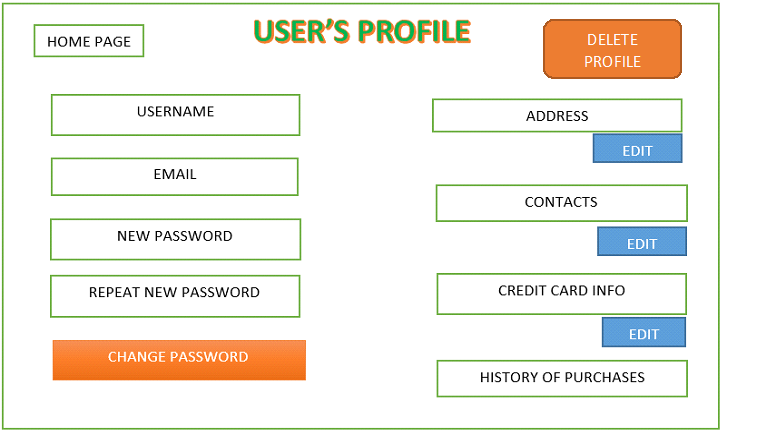 HOME PAGE
USER'S PROFILE
DELETE
PROFILE
USERNAME
EMAIL
NEW PASSWORD
REPEAT NEW PASSWORD
CHANGE PASSWORD
ADDRESS
EDIT
CONTACTS
EDIT
CREDIT CARD INFO
EDIT
HISTORY OF PURCHASES